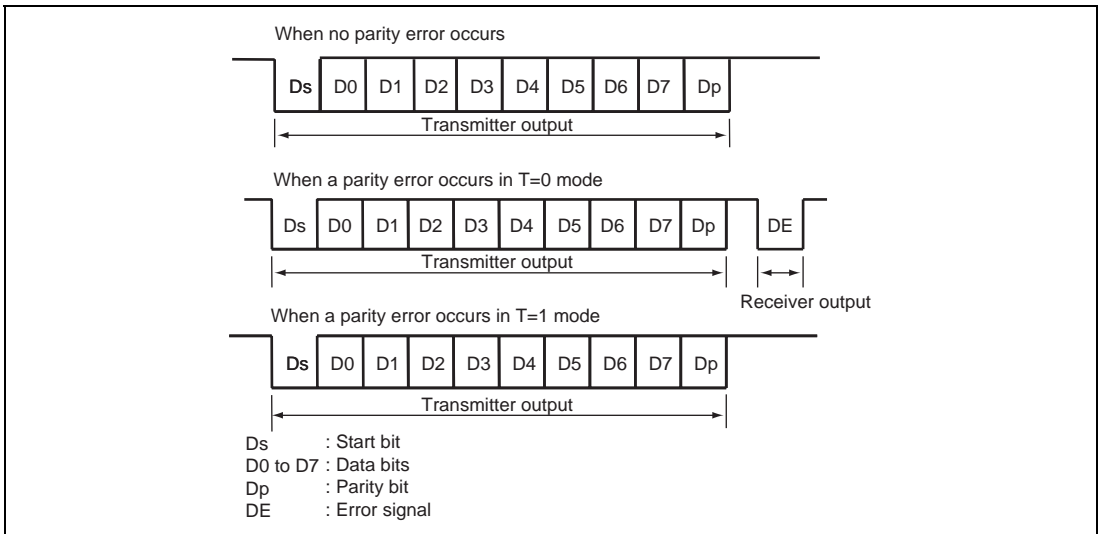 When no parity error occurs
Ds D0 D1 D2 D3 D4 D5 D6 D7 Dp
Transmitter output
When a parity error occurs in T=0 mode
Ds D0 D1 D2 D3 D4 D5 D6 D7 Dp DE
Transmitter output
Receiver output
When a parity error occurs in T=1 mode
Ds D0 D1 D2 D3 D4 D5 D6 D7 Dp
Transmitter output
Ds : Start bit
D0 to D7 : Data bits
Dp : Parity bit
DE : Error signal